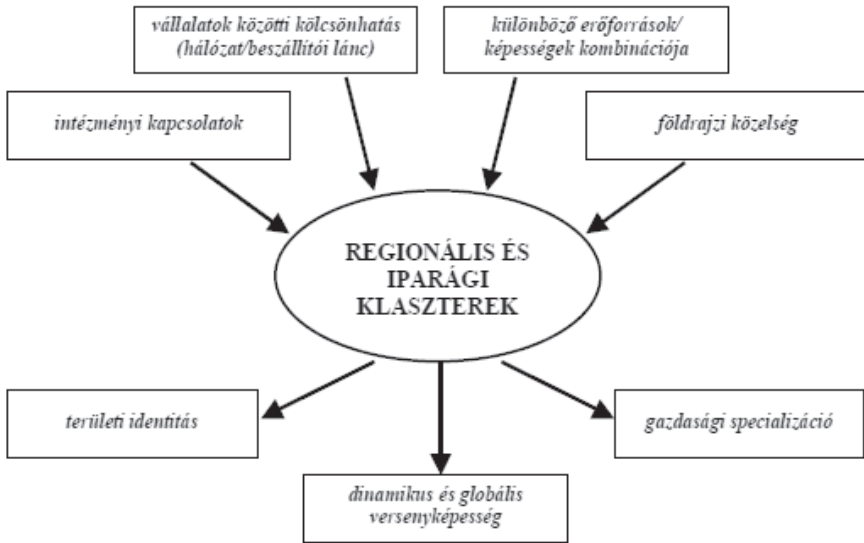 vállalatok közötti kölcsönhatás
(hálózat/beszállítói lánc)
különböző erőforrások/
képességek kombinációja
intézményi kapcsolatok
földrajzi közelség
REGIONÁLIS ÉS
IPARÁGI
KLASZTEREK
területi identitás
gazdasági specializáció
dinamikus és globális
versenyképesség